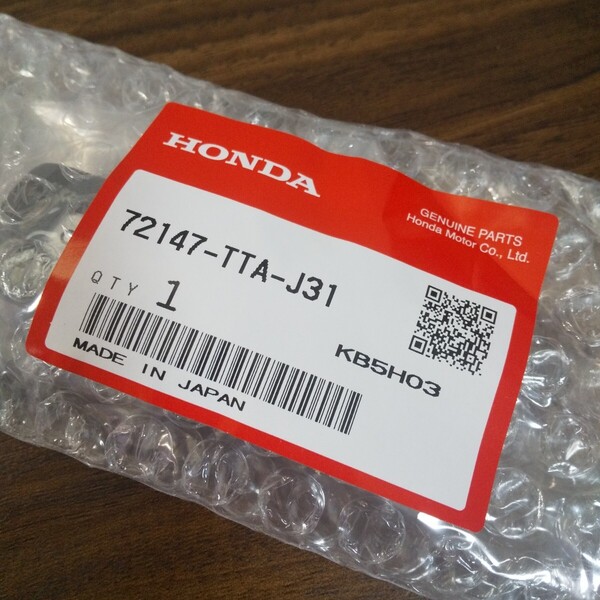 HONDA
GENUINE PARTS
Honda Motor Co., Ltd.
72147-TTA-J31
QTY 1
KB5H03
MADE IN JAPAN